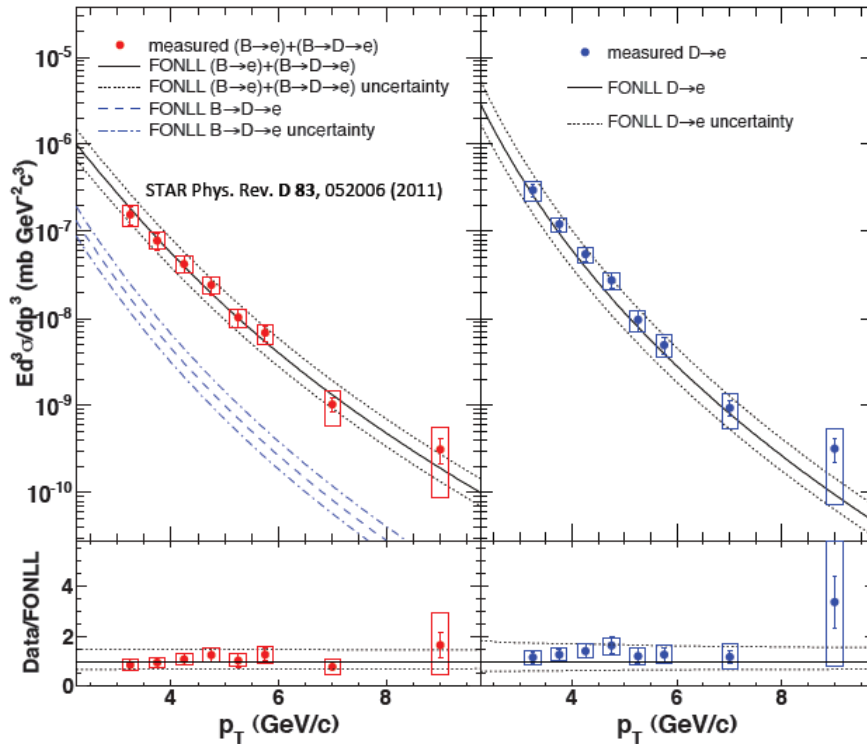 measured (B→e)+(B→D→e)
FONLL (B→e)+(B→D→e)
FONLL (B→e)+(B→D→e) uncertainty
FONLL B→D→e
FONLL B→D→e uncertainty
STAR Phys. Rev. D 83, 052006 (2011)
measured D→e
FONLL D→e
FONLL D→e uncertainty
Ed³σ/dp³ (mb GeV⁻²c³)
10⁻⁵
10⁻⁶
10⁻⁷
10⁻⁸
10⁻⁹
10⁻¹⁰
Data/FONLL
4
2
0
4 6 8
4 6 8
p_T (GeV/c)
p_T (GeV/c)